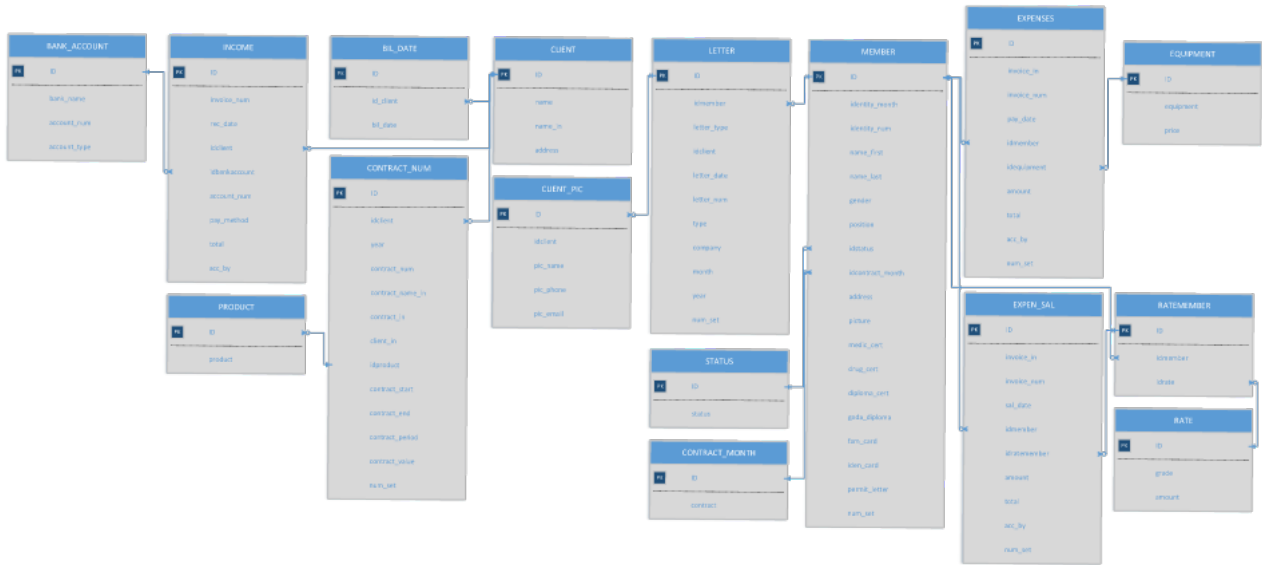 BANK_ACCOUNT
PK ID
bank_name
account_num
account_type
INCOME
PK ID
invoice_num
rec_date
idclient
idbankaccount
account_num
pay_method
total
acc_by
PRODUCT
PK ID
product
BIL_DATE
PK ID
id_client
bil_date
CONTRACT_NUM
PK ID
idclient
year
contract_num
contract_name_in
contract_in
client_in
idproduct
contract_start
contract_end
contract_period
contract_value
num_set
CLIENT
PK ID
name
name_in
address
CLIENT_PIC
PK ID
idclient
pic_name
pic_phone
pic_email
LETTER
PK ID
idmember
letter_type
idclient
letter_date
letter_num
type
company
month
year
num_set
STATUS
PK ID
status
CONTRACT_MONTH
PK ID
contract
MEMBER
PK ID
identity_month
identity_num
name_first
name_last
gender
position
idstatus
idcontract_month
address
picture
medic_cert
drug_cert
diploma_cert
gada_diploma
fam_card
permit_letter
num_set
EXPENSES
PK ID
invoice_in
invoice_num
pay_date
idmember
idequipment
amount
total
acc_by
num_set
EXPEN_SAL
PK ID
invoice_in
invoice_num
sal_date
idmember
idratemember
amount
total
acc_by
num_set
EQUIPMENT
PK ID
equipment
price
RATEMEMBER
PK ID
idmember
idrate
RATE
PK ID
grade
amount